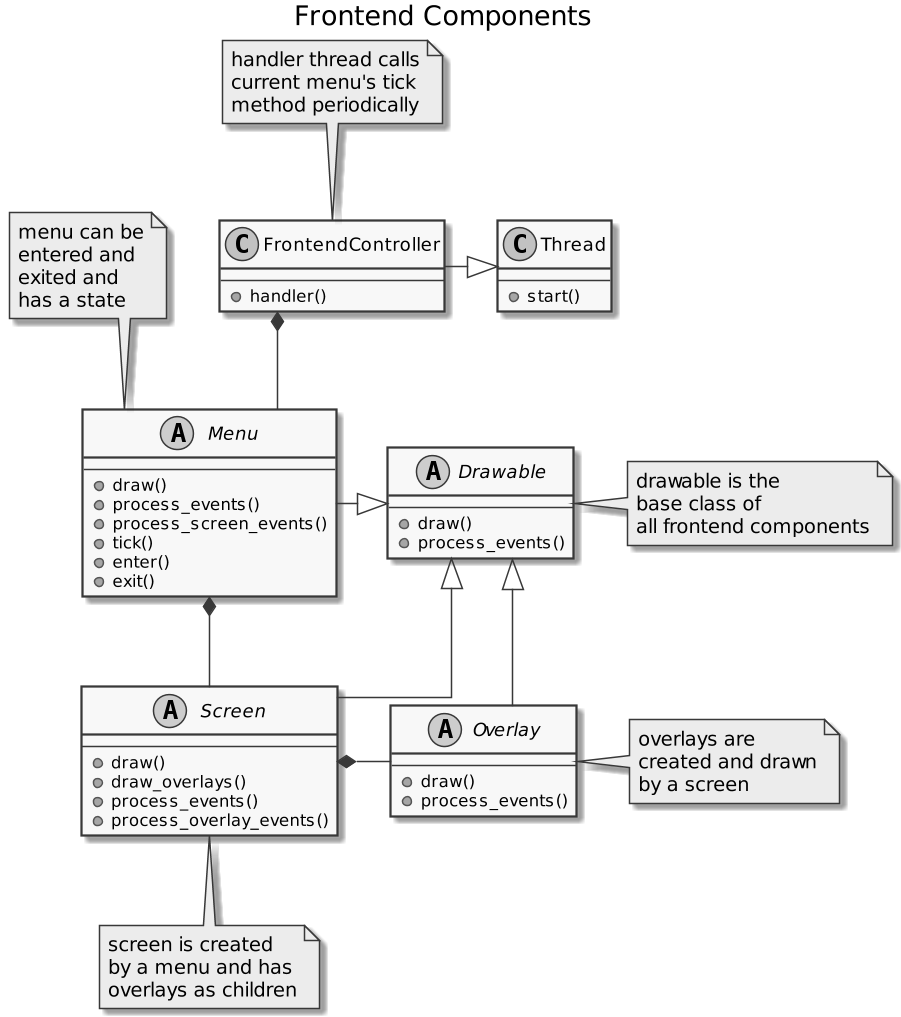 Frontend Components
handler thread calls
current menu's tick
method periodically
menu can be
entered and
exited and
has a state
C FrontendController
handler()
C Thread
start()
A Menu
draw()
process_events()
process_screen_events()
tick()
enter()
exit()
A Drawable
draw()
process_events()
drawable is the
base class of
all frontend components
A Screen
draw()
draw_overlays()
process_events()
process_overlay_events()
A Overlay
draw()
process_events()
overlays are
created and drawn
by a screen
screen is created
by a menu and has
overlays as children